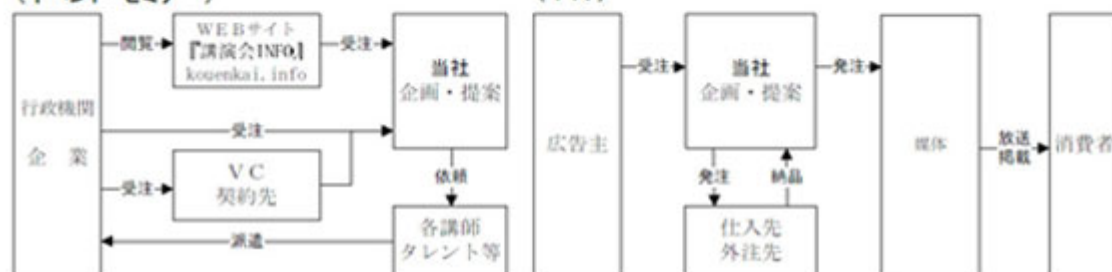 行政機関
企 業
閲覧
WEBサイト
『講演会INFO』
kouenkai.info
受注
当社
企画・提案
受注
受注
VC
契約先
依頼
各講師
タレント等
派遣
広告主
受注
当社
企画・提案
発注
発注
納品
仕入先
外注先
媒体
放送
掲載
消費者